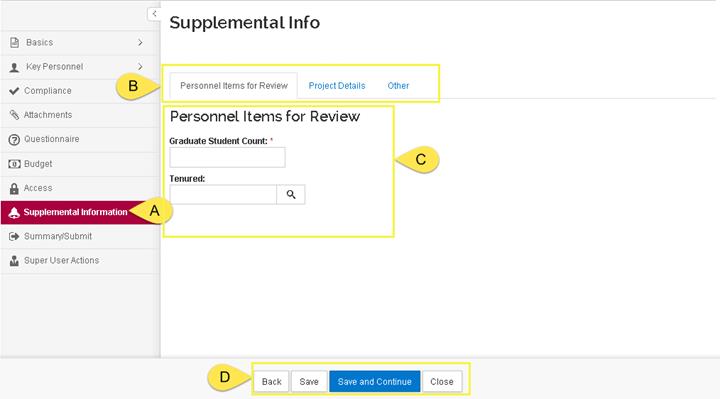 Supplemental Info
Basics
Key Personnel
Compliance
Attachments
Questionnaire
Budget
Access
Supplemental Information
Summary/Submit
Super User Actions
A
B
Personnel Items for Review Project Details Other
Personnel Items for Review
Graduate Student Count: *
Tenured:
C
D
Back Save Save and Continue Close